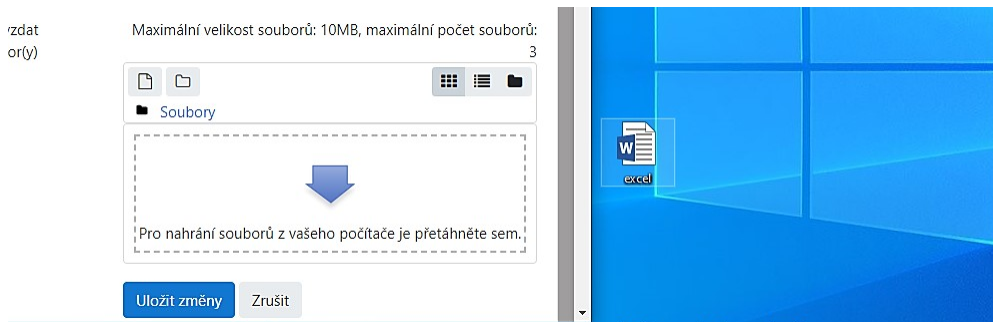 vzdat
or(y)
Maximální velikost souborů: 10MB, maximální počet souborů:
3
Soubory
Pro nahrání souborů z vašeho počítače je přetáhněte sem.
Uložit změny
Zrušit
W
excel